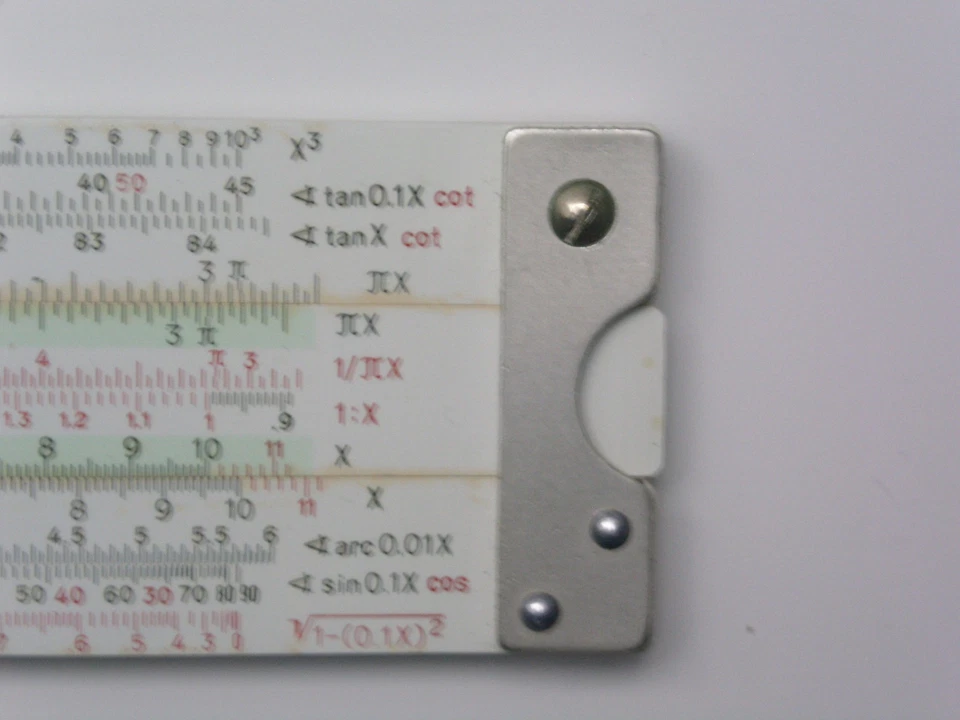 4 5 6 7 8 9 10³ X³
40 50 45 ∢ tan 0.1X cot
83 84 ∢ tan X cot
3 π πX
3 π πX
4 π 3 1/πX
1.3 1.2 1.1 1 .9 1:X
8 9 10 11 X
8 9 10 11 X
4.5 5 5.5 6 ∢ arc 0.01X
50 40 60 30 70 80 90 ∢ sin 0.1X cos
6 5 4 3 0 √1-(0.1X)²